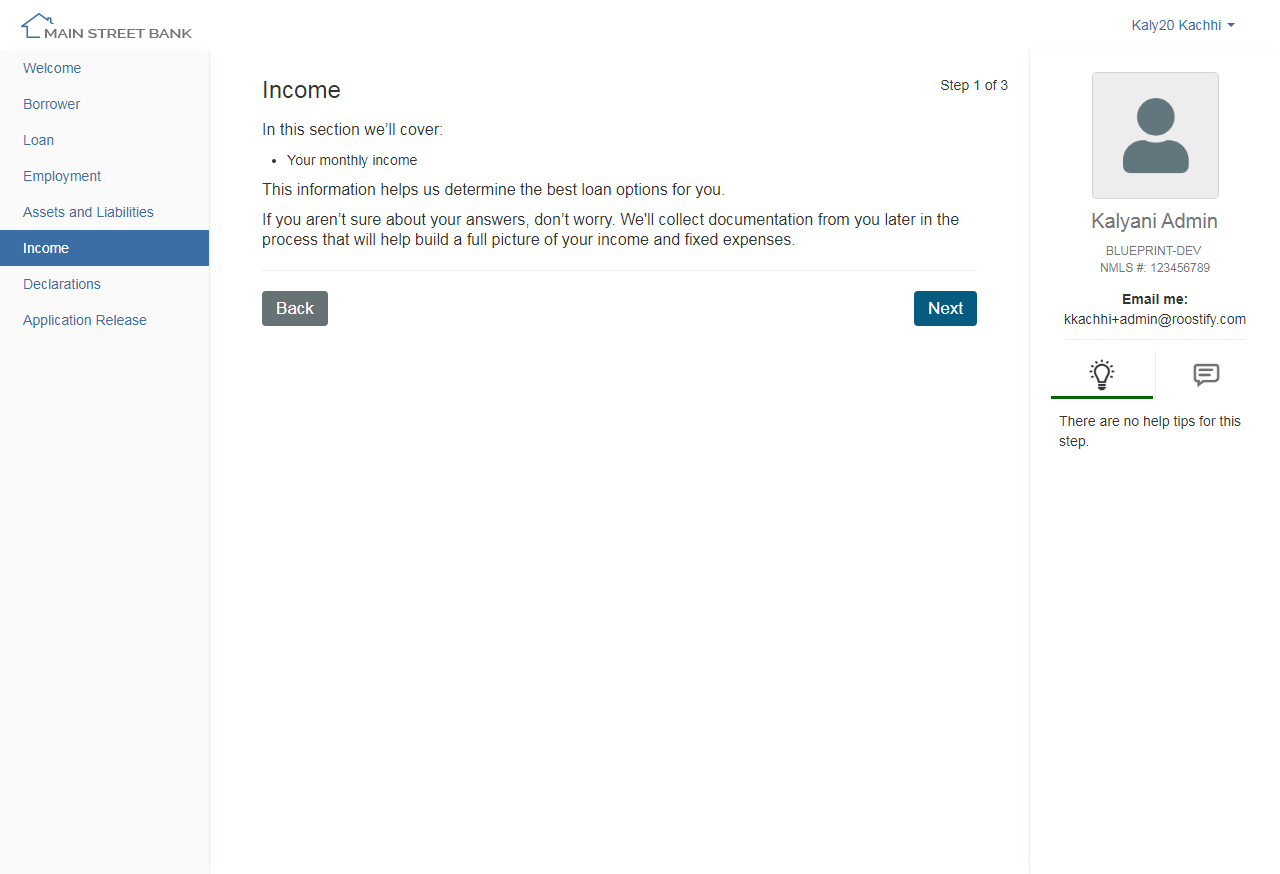 MAIN STREET BANK
Kaly20 Kachhi
Welcome
Borrower
Loan
Employment
Assets and Liabilities
Income
Declarations
Application Release
Income
Step 1 of 3
In this section we’ll cover:
• Your monthly income
This information helps us determine the best loan options for you.
If you aren’t sure about your answers, don’t worry. We'll collect documentation from you later in the
process that will help build a full picture of your income and fixed expenses.
Back
Next
Kalyani Admin
BLUEPRINT-DEV
NMLS #: 123456789
Email me:
kkachhi+admin@roostify.com
There are no help tips for this
step.